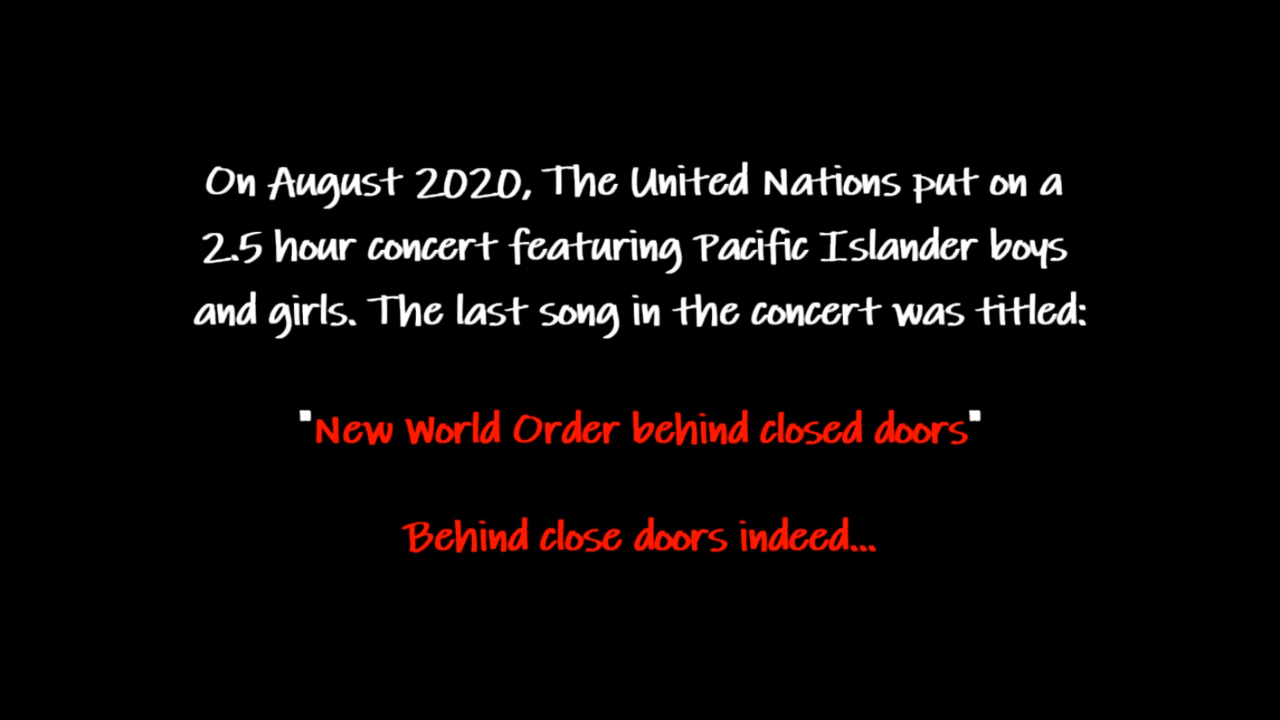 On August 2020, The United Nations put on a
2.5 hour concert featuring Pacific Islander boys
and girls. The last song in the concert was titled:
"New World Order behind closed doors"
Behind close doors indeed...